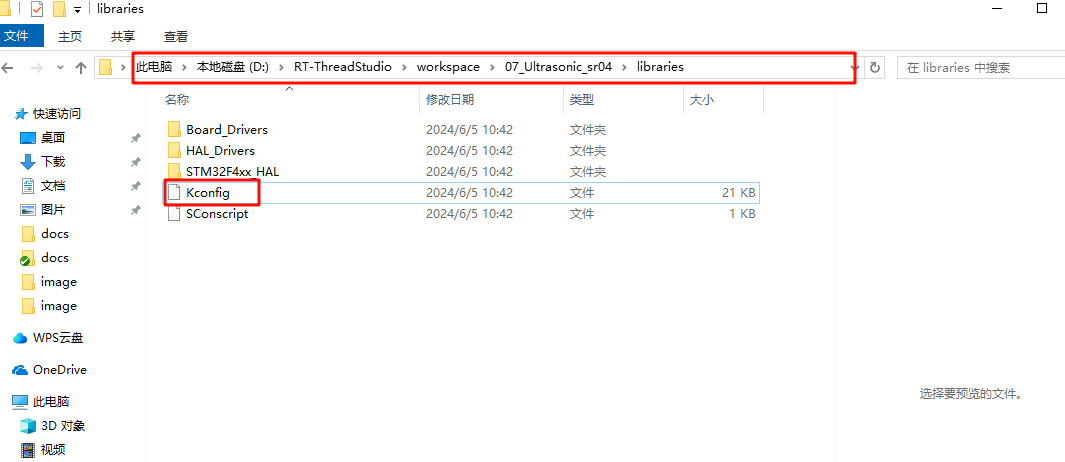 libraries
文件 主页 共享 查看
此电脑 本地磁盘 (D:) RT-ThreadStudio workspace 07_Ultrasonic_sr04 libraries 在 libraries 中搜索
名称 修改日期 类型 大小
快速访问
桌面
下载
文档
图片
docs
docs
image
image
WPS云盘
OneDrive
此电脑
3D 对象
视频
Board_Drivers 2024/6/5 10:42 文件夹
HAL_Drivers 2024/6/5 10:42 文件夹
STM32F4xx_HAL 2024/6/5 10:42 文件夹
Kconfig 2024/6/5 10:42 文件 21 KB
SConscript 2024/6/5 10:42 文件 1 KB
选择要预览的文件。